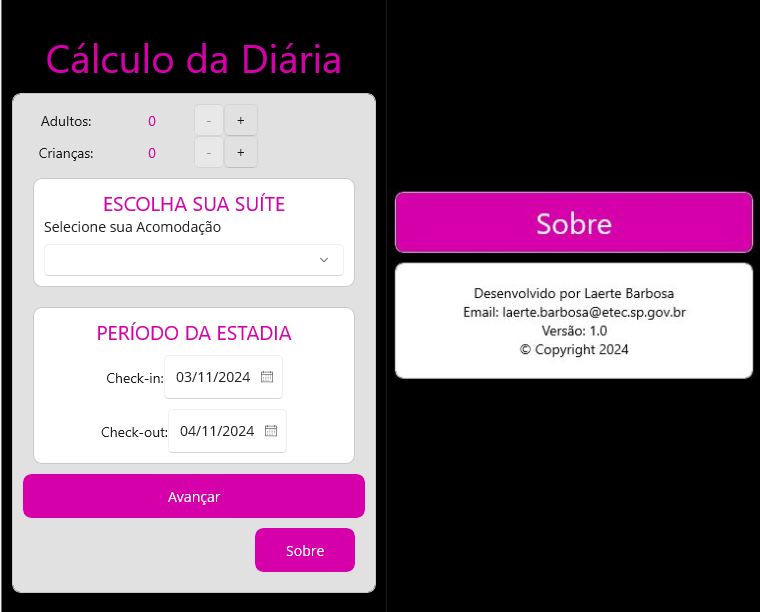 Cálculo da Diária
Adultos: 0 - +
Crianças: 0 - +
ESCOLHA SUA SUÍTE
Selecione sua Acomodação
PERÍODO DA ESTADIA
Check-in: 03/11/2024
Check-out: 04/11/2024
Avançar
Sobre
Sobre
Desenvolvido por Laerte Barbosa
Email: laerte.barbosa@etec.sp.gov.br
Versão: 1.0
© Copyright 2024